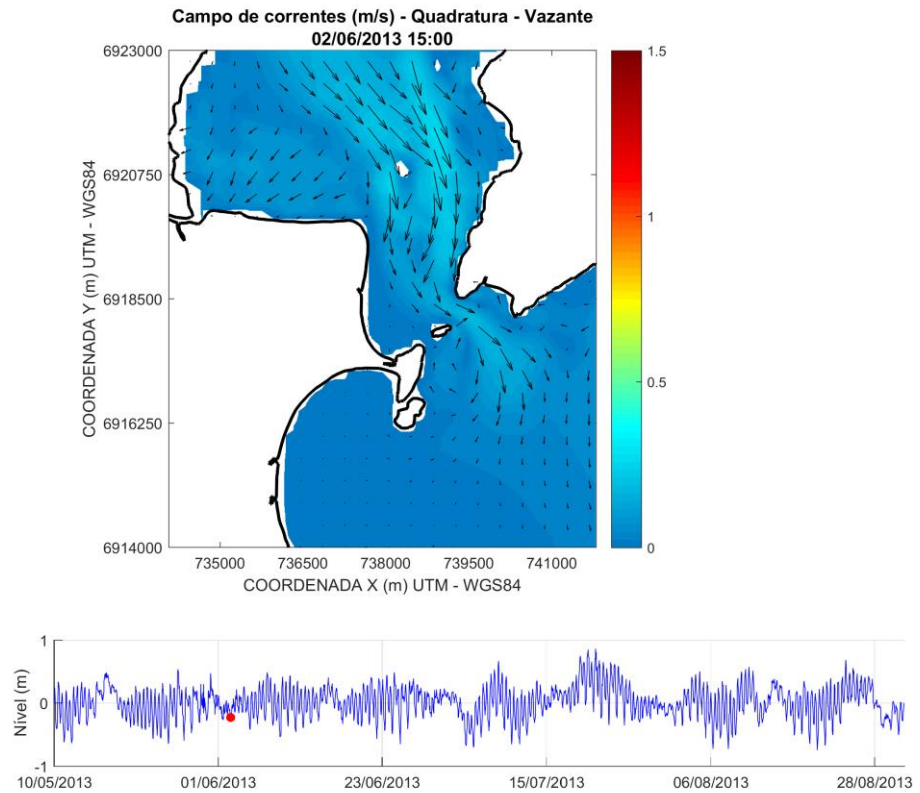 Campo de correntes (m/s) - Quadratura - Vazante
02/06/2013 15:00
6923000
6920750
6918500
6916250
6914000
COORDENADA Y (m) UTM - WGS84
735000 736500 738000 739500 741000
COORDENADA X (m) UTM - WGS84
1.5
1
0.5
0
1
0
-1
Nível (m)
10/05/2013 01/06/2013 23/06/2013 15/07/2013 06/08/2013 28/08/2013